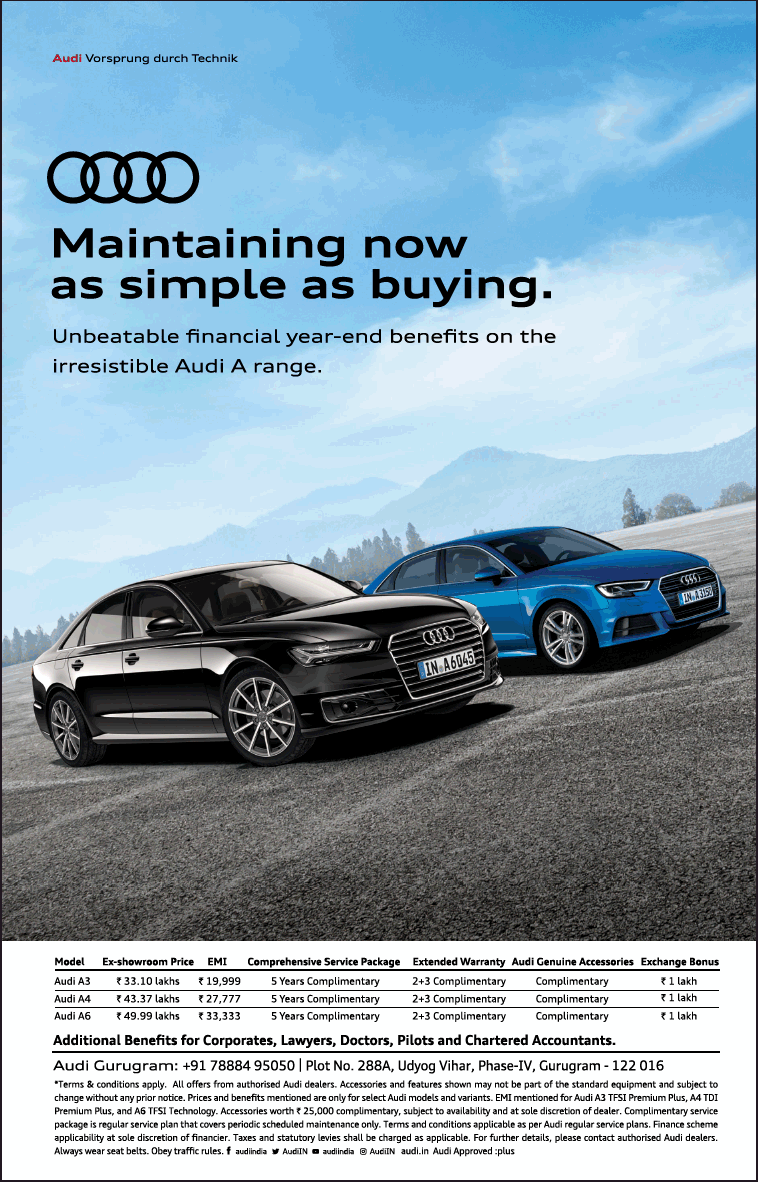 Audi Vorsprung durch Technik
Maintaining now
as simple as buying.
Unbeatable financial year-end benefits on the
irresistible Audi A range.
IN A6045
IN A3150
Model Ex-showroom Price EMI Comprehensive Service Package Extended Warranty Audi Genuine Accessories Exchange Bonus
Audi A3 ₹ 33.10 lakhs ₹ 19,999 5 Years Complimentary 2+3 Complimentary Complimentary ₹ 1 lakh
Audi A4 ₹ 43.37 lakhs ₹ 27,777 5 Years Complimentary 2+3 Complimentary Complimentary ₹ 1 lakh
Audi A6 ₹ 49.99 lakhs ₹ 33,333 5 Years Complimentary 2+3 Complimentary Complimentary ₹ 1 lakh
Additional Benefits for Corporates, Lawyers, Doctors, Pilots and Chartered Accountants.
Audi Gurugram: +91 78884 95050 | Plot No. 288A, Udyog Vihar, Phase-IV, Gurugram - 122 016
*Terms & conditions apply. All offers from authorised Audi dealers. Accessories and features shown may not be part of the standard equipment and subject to
change without any prior notice. Prices and benefits mentioned are only for select Audi models and variants. EMI mentioned for Audi A3 TFSI Premium Plus, A4 TDI
Premium Plus, and A6 TFSI Technology. Accessories worth ₹ 25,000 complimentary, subject to availability and at sole discretion of dealer. Complimentary service
package is regular service plan that covers periodic scheduled maintenance only. Terms and conditions applicable as per Audi regular service plans. Finance scheme
applicability at sole discretion of financier. Taxes and statutory levies shall be charged as applicable. For further details, please contact authorised Audi dealers.
Always wear seat belts. Obey traffic rules. f audiindia AudiIN audiindia AudiIN audi.in Audi Approved :plus